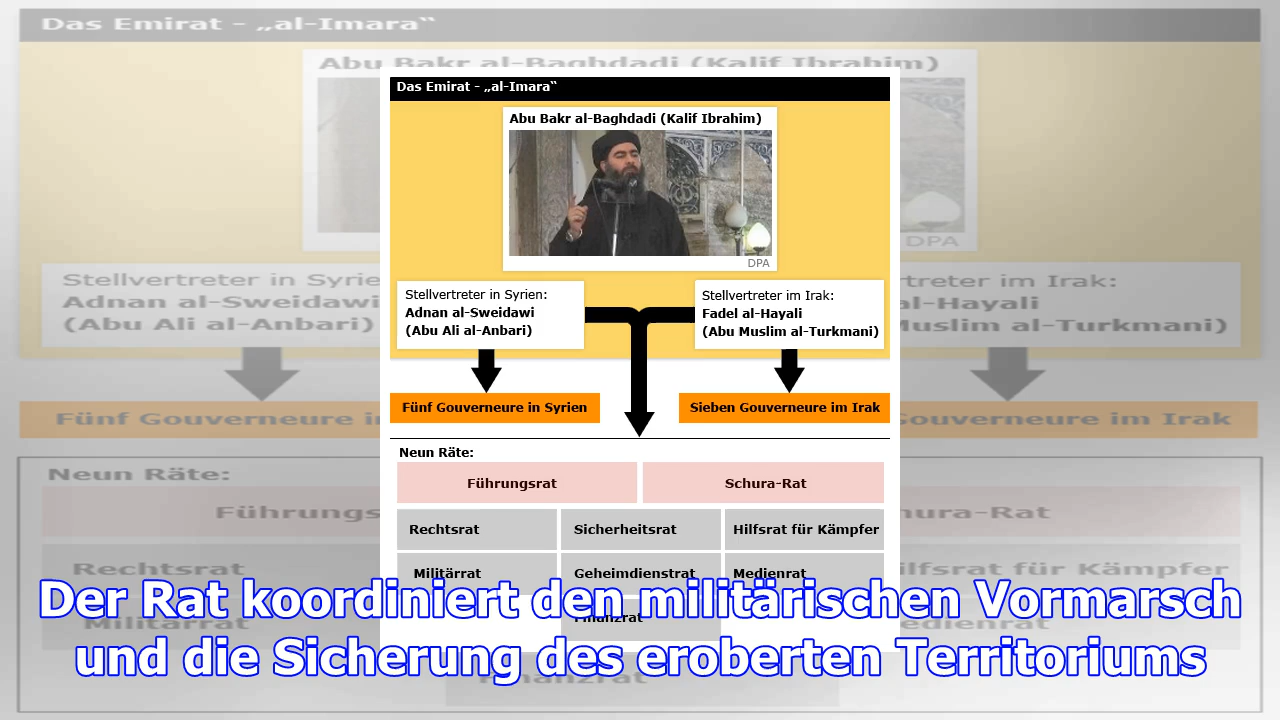 Das Emirat - „al-Imara“
Abu Bakr al-Baghdadi (Kalif Ibrahim)
DPA
Stellvertreter in Syrien:
Adnan al-Sweidawi
(Abu Ali al-Anbari)
Stellvertreter im Irak:
Fadel al-Hayali
(Abu Muslim al-Turkmani)
Fünf Gouverneure in Syrien
Sieben Gouverneure im Irak
Neun Räte:
Führungsrat
Schura-Rat
Rechtsrat
Sicherheitsrat
Hilfsrat für Kämpfer
Militärrat
Geheimdienstrat
Medienrat
Finanzrat
Der Rat koordiniert den militärischen Vormarsch
und die Sicherung des eroberten Territoriums